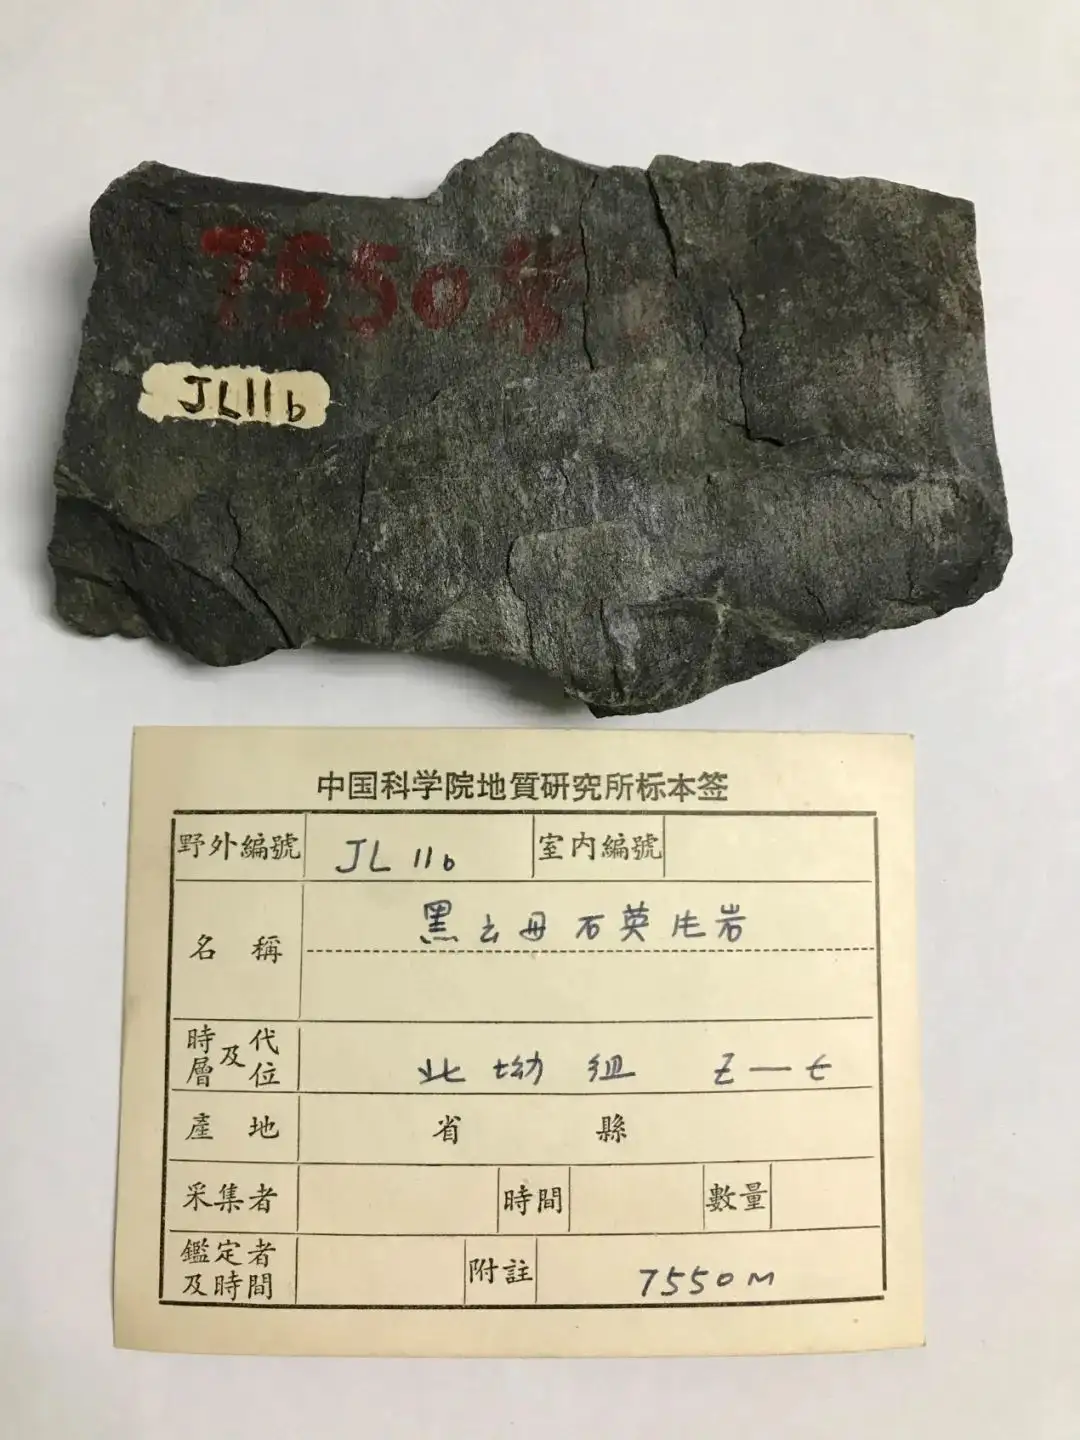 7550米
JL11b
中国科学院地質研究所标本签
野外編號 JL 11b 室内編號
名稱 黑云母石英片岩
時代及層位 北坳组 Z—Є
產地 省 縣
采集者 時間 數量
鑑定者及時間 附註 7550M